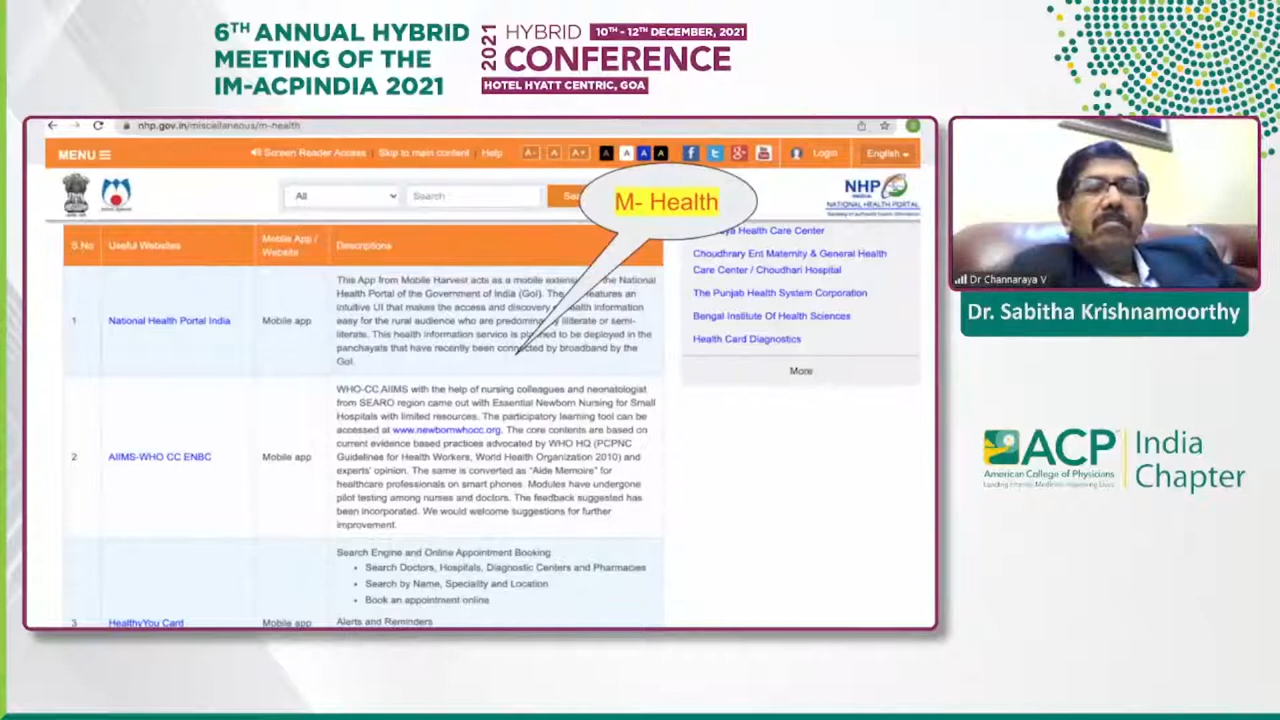 6TH ANNUAL HYBRID
MEETING OF THE
IM-ACPINDIA 2021
2021
HYBRID
10TH - 12TH DECEMBER, 2021
CONFERENCE
HOTEL HYATT CENTRIC, GOA
nhp.gov.in/miscellaneous/m-health
MENU
Screen Reader Access | Skip to main content | Help
A- A A+ A A A A
Login
English
All
Search
NHP
NATIONAL HEALTH PORTAL
M- Health
S.No
Useful Websites
Mobile App /
Website
Descriptions
1
National Health Portal India
Mobile app
This App from Mobile Harvest acts as a mobile the National
Health Portal of the Government of India (GoI). features an
intuitive UI that makes the access and discovery information
easy for the rural audience who are illiterate or semi-
literate. This health information service is to be deployed in the
panchayats that have recently been connected by broadband by the
GoI.
2
AIIMS-WHO CC ENBC
Mobile app
WHO-CC AIIMS with the help of nursing colleagues and neonatologist
from SEARO region came out with Essential Newborn Nursing for Small
Hospitals with limited resources. The participatory learning tool can be
accessed at www.newbornwhocc.org. The core contents are based on
current evidence based practices advocated by WHO HQ (PCPNC
Guidelines for Health Workers, World Health Organization 2010) and
experts' opinion. The same is converted as "Aide Memoire" for
healthcare professionals on smart phones. Modules have undergone
pilot testing among nurses and doctors. The feedback suggested has
been incorporated. We would welcome suggestions for further
improvement.
3
HealthyYou Card
Mobile app
Search Engine and Online Appointment Booking
• Search Doctors, Hospitals, Diagnostic Centers and Pharmacies
• Search by Name, Speciality and Location
• Book an appointment online
Alerts and Reminders
Health Care Center
Choudhrary Ent Maternity & General Health
Care Center / Choudhari Hospital
The Punjab Health System Corporation
Bengal Institute Of Health Sciences
Health Card Diagnostics
More
Dr Channaraya V
Dr. Sabitha Krishnamoorthy
ACP
American College of Physicians
Leading Internal Medicine, Improving Lives
India
Chapter